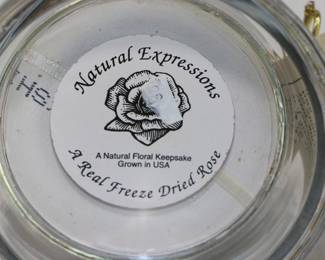 Natural Expressions
A Natural Floral Keepsake
Grown in USA
A Real Freeze Dried Rose